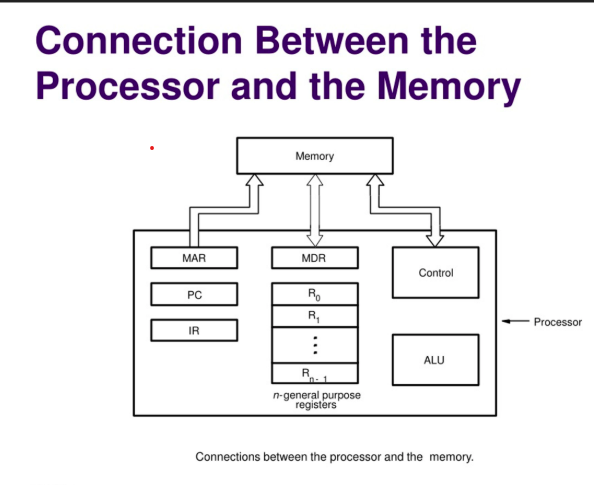 Connection Between the
Processor and the Memory
Memory
MAR
MDR
Control
PC
R0
R1
IR
Processor
ALU
Rn- 1
n-general purpose
registers
Connections between the processor and the memory.